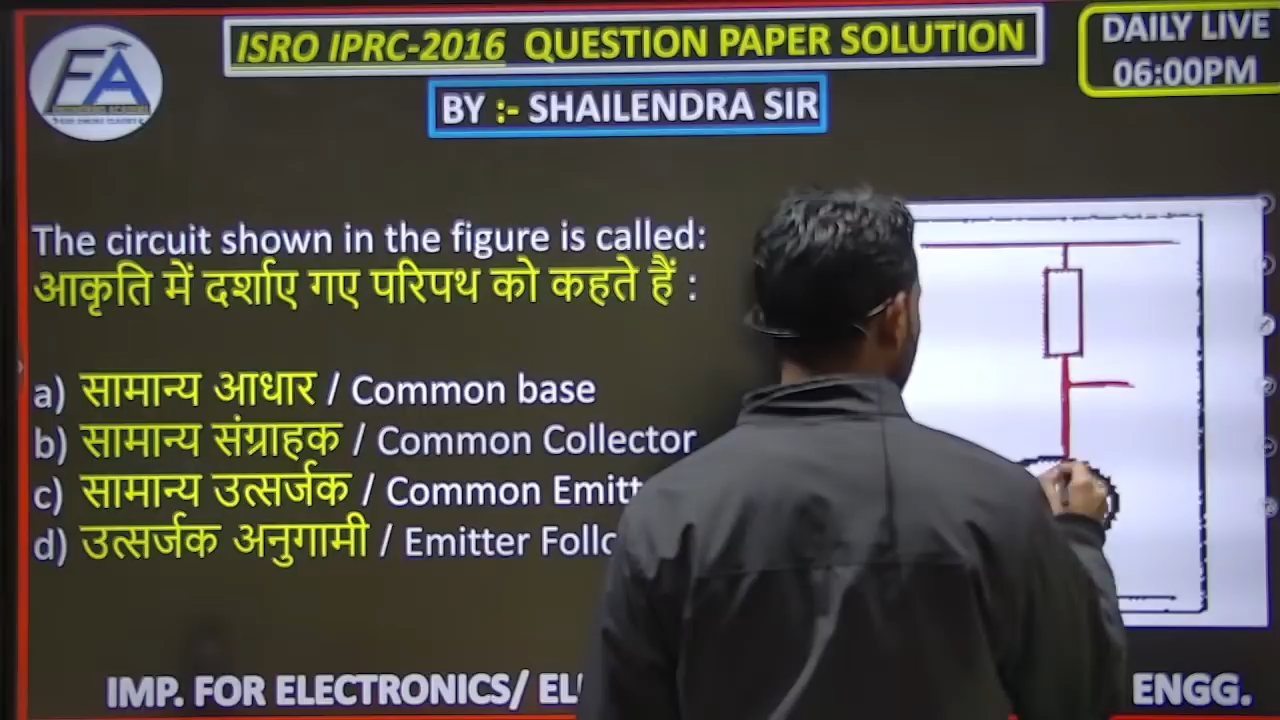 ISRO IPRC-2016 QUESTION PAPER SOLUTION
DAILY LIVE
06:00PM
BY :- SHAILENDRA SIR
EA
The circuit shown in the figure is called:
आकृति में दर्शाए गए परिपथ को कहते हैं :
a) सामान्य आधार / Common base
b) सामान्य संग्राहक / Common Collector
c) सामान्य उत्सर्जक / Common Emitt
d) उत्सर्जक अनुगामी / Emitter Follo
IMP. FOR ELECTRONICS/ EL ENGG.